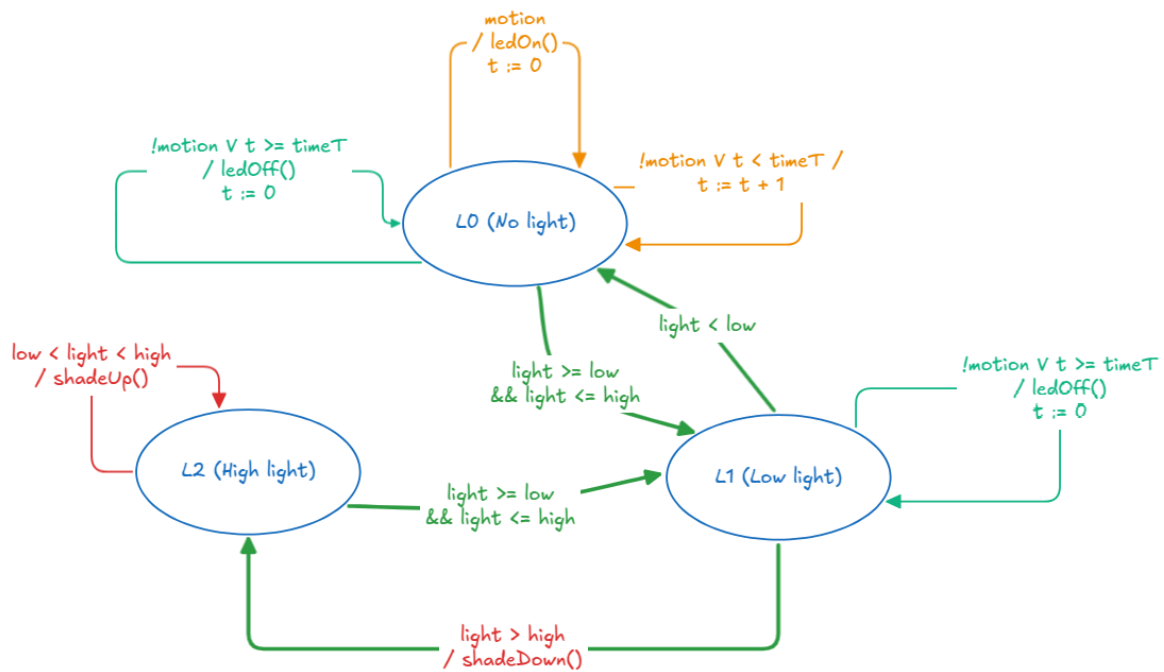 motion
/ ledOn()
t := 0
!motion V t >= timeT
/ ledOff()
t := 0
!motion V t < timeT /
t := t + 1
L0 (No light)
light < low
low < light < high
/ shadeUp()
light >= low
&& light <= high
!motion V t >= timeT
/ ledOff()
t := 0
L2 (High light)
L1 (Low light)
light >= low
&& light <= high
light > high
/ shadeDown()